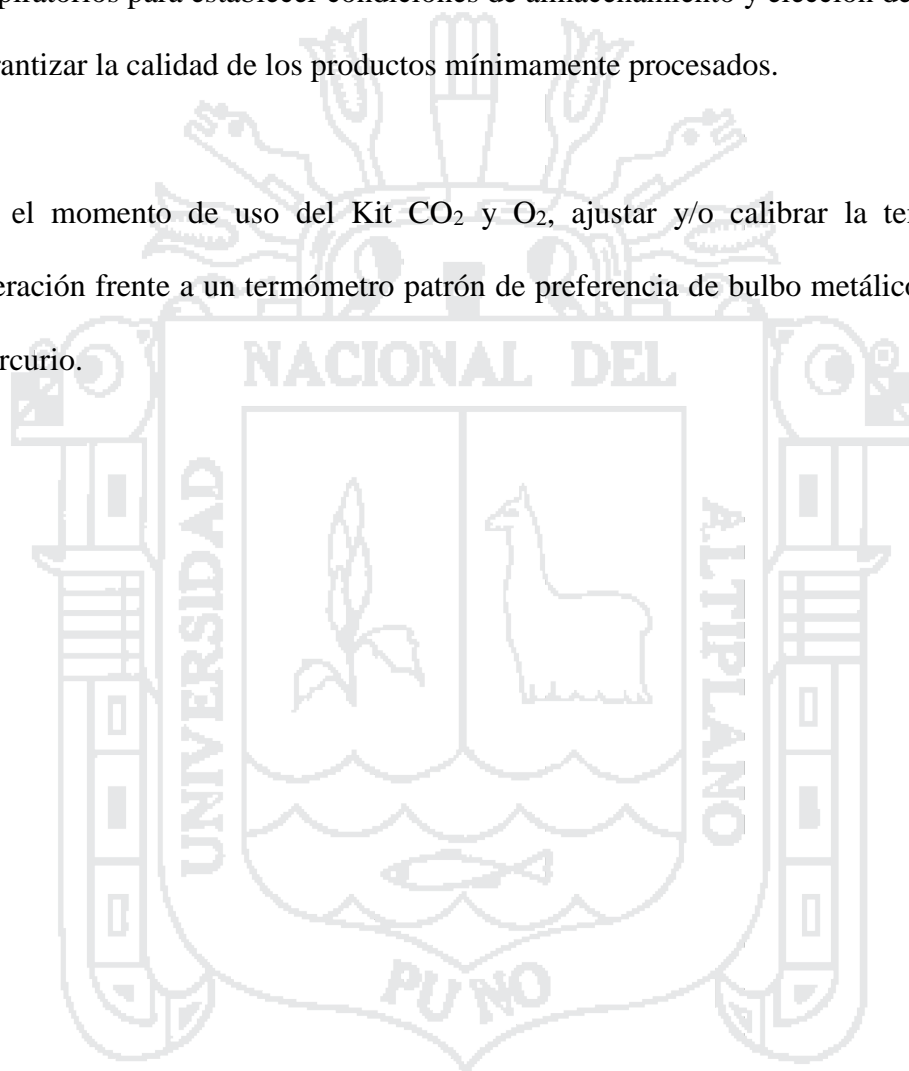 piratorios para establecer condiciones de almacenamiento y elección de
rantizar la calidad de los productos mínimamente procesados.
el momento de uso del Kit CO₂ y O₂, ajustar y/o calibrar la te
eración frente a un termómetro patrón de preferencia de bulbo metálico
rcurio.
NACIONAL DEL
UNIVERSIDAD
ALTIPLANO
PUNO